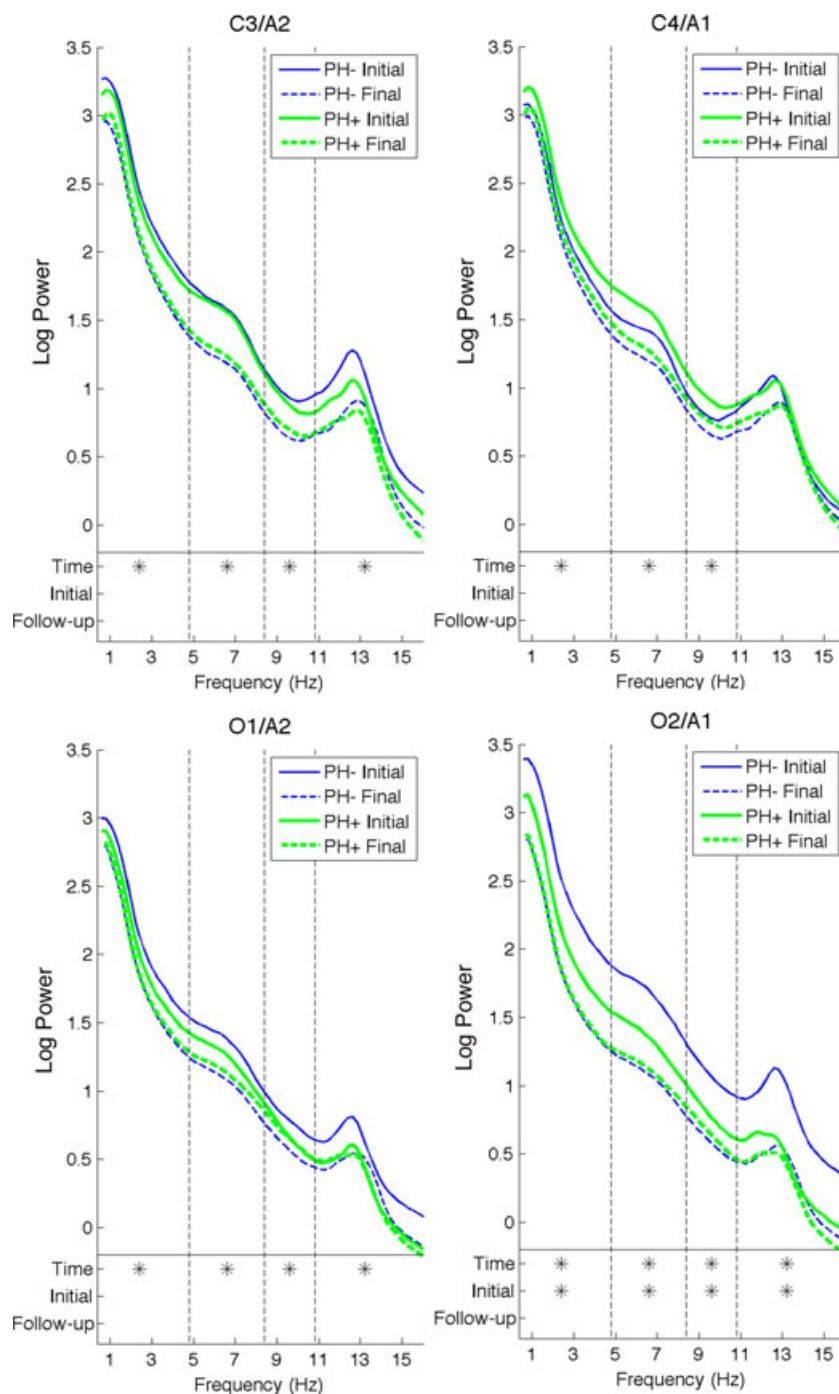 C3/A2
3.5
3
2.5
2
1.5
1
0.5
0
Log Power
PH- Initial
PH- Final
PH+ Initial
PH+ Final
Time * * * *
Initial
Follow-up
1 3 5 7 9 11 13 15
Frequency (Hz)
C4/A1
3.5
3
2.5
2
1.5
1
0.5
0
Log Power
PH- Initial
PH- Final
PH+ Initial
PH+ Final
Time * * *
Initial
Follow-up
1 3 5 7 9 11 13 15
Frequency (Hz)
O1/A2
3.5
3
2.5
2
1.5
1
0.5
0
Log Power
PH- Initial
PH- Final
PH+ Initial
PH+ Final
Time * * * *
Initial
Follow-up
1 3 5 7 9 11 13 15
Frequency (Hz)
O2/A1
3.5
3
2.5
2
1.5
1
0.5
0
Log Power
PH- Initial
PH- Final
PH+ Initial
PH+ Final
Time * * * *
Initial * * * *
Follow-up
1 3 5 7 9 11 13 15
Frequency (Hz)